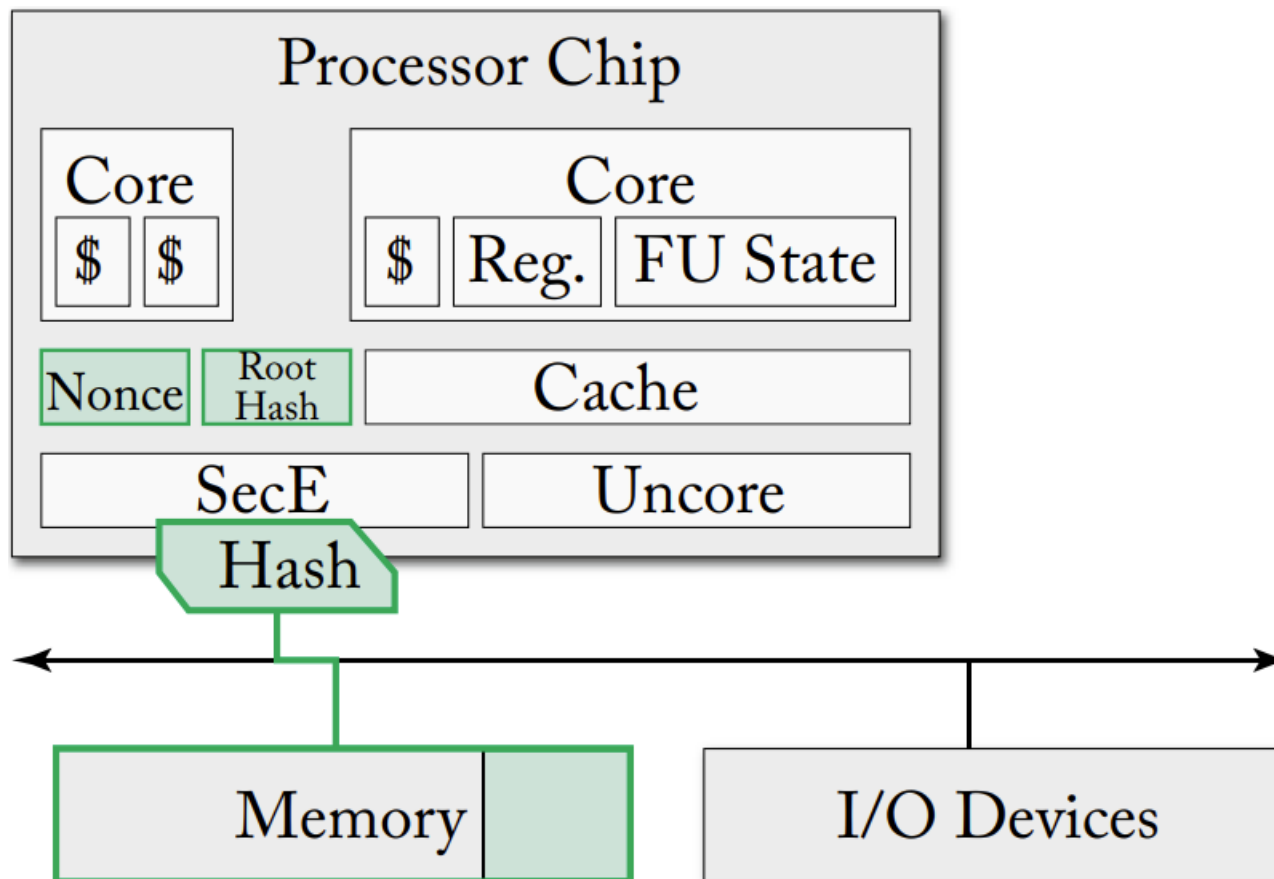 Processor Chip
Core
Core
$ $
$ Reg. FU State
Nonce
Root
Hash
Cache
SecE
Uncore
Hash
Memory
I/O Devices